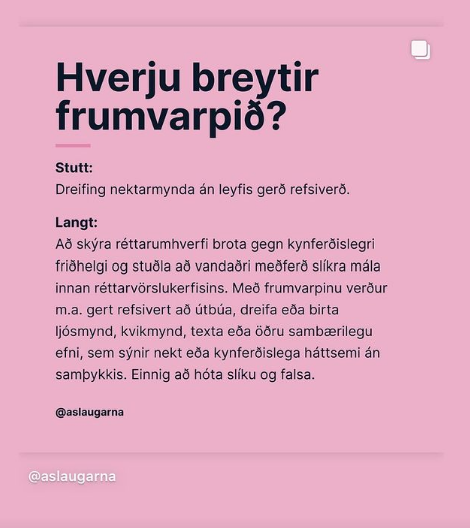 Hverju breytir
frumvarpið?
Stutt:
Dreifing nektarmynda án leyfis gerð refsiverð.
Langt:
Að skýra réttarumhverfi brota gegn kynferðislegri
friðhelgi og stuðla að vandaðri meðferð slíkra mála
innan réttarvörslukerfisins. Með frumvarpinu verður
m.a. gert refsivert að útbúa, dreifa eða birta
ljósmynd, kvikmynd, texta eða öðru sambærilegu
efni, sem sýnir nekt eða kynferðislega háttsemi án
samþykkis. Einnig að hóta slíku og falsa.
@aslaugarna
@aslaugarna